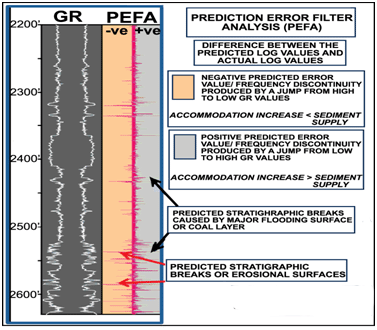 GR PEFA
-ve +ve
2200
2300
2400
2500
2600
PREDICTION ERROR FILTER
ANALYSIS (PEFA)
DIFFERENCE BETWEEN THE
PREDICTED LOG VALUES AND
ACTUAL LOG VALUES
NEGATIVE PREDICTED ERROR
VALUE/ FREQUENCY DISCONTINUITY
PRODUCED BY A JUMP FROM HIGH
TO LOW GR VALUES
ACCOMMODATION INCREASE < SEDIMENT
SUPPLY
POSITIVE PREDICTED ERROR
VALUE/ FREQUENCY DISCONTINUITY
PRODUCED BY A JUMP FROM LOW
TO HIGH GR VALUES
ACCOMMODATION INCREASE > SEDIMENT
SUPPLY
PREDICTED STRATIGHRAPHIC BREAKS
CAUSED BY MAJOR FLOODING SURFACE
OR COAL LAYER
PREDICTED STRATIGRAPHIC
BREAKS OR EROSIONAL SURFACES